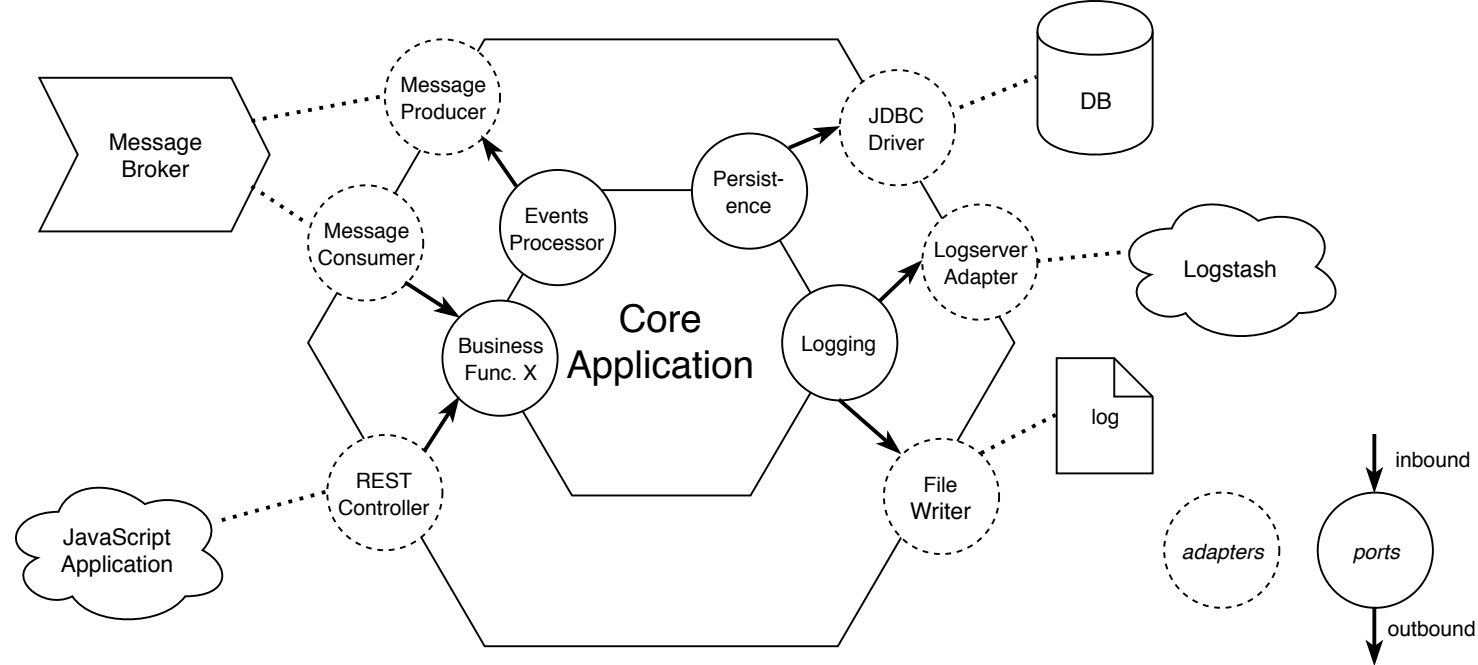 Message
Producer
JDBC
Driver
DB
Message
Broker
Persist-
ence
Events
Processor
Message
Consumer
Logserver
Adapter
Logstash
Core
Application
Business
Func. X
Logging
log
inbound
REST
Controller
File
Writer
JavaScript
Application
adapters
ports
outbound